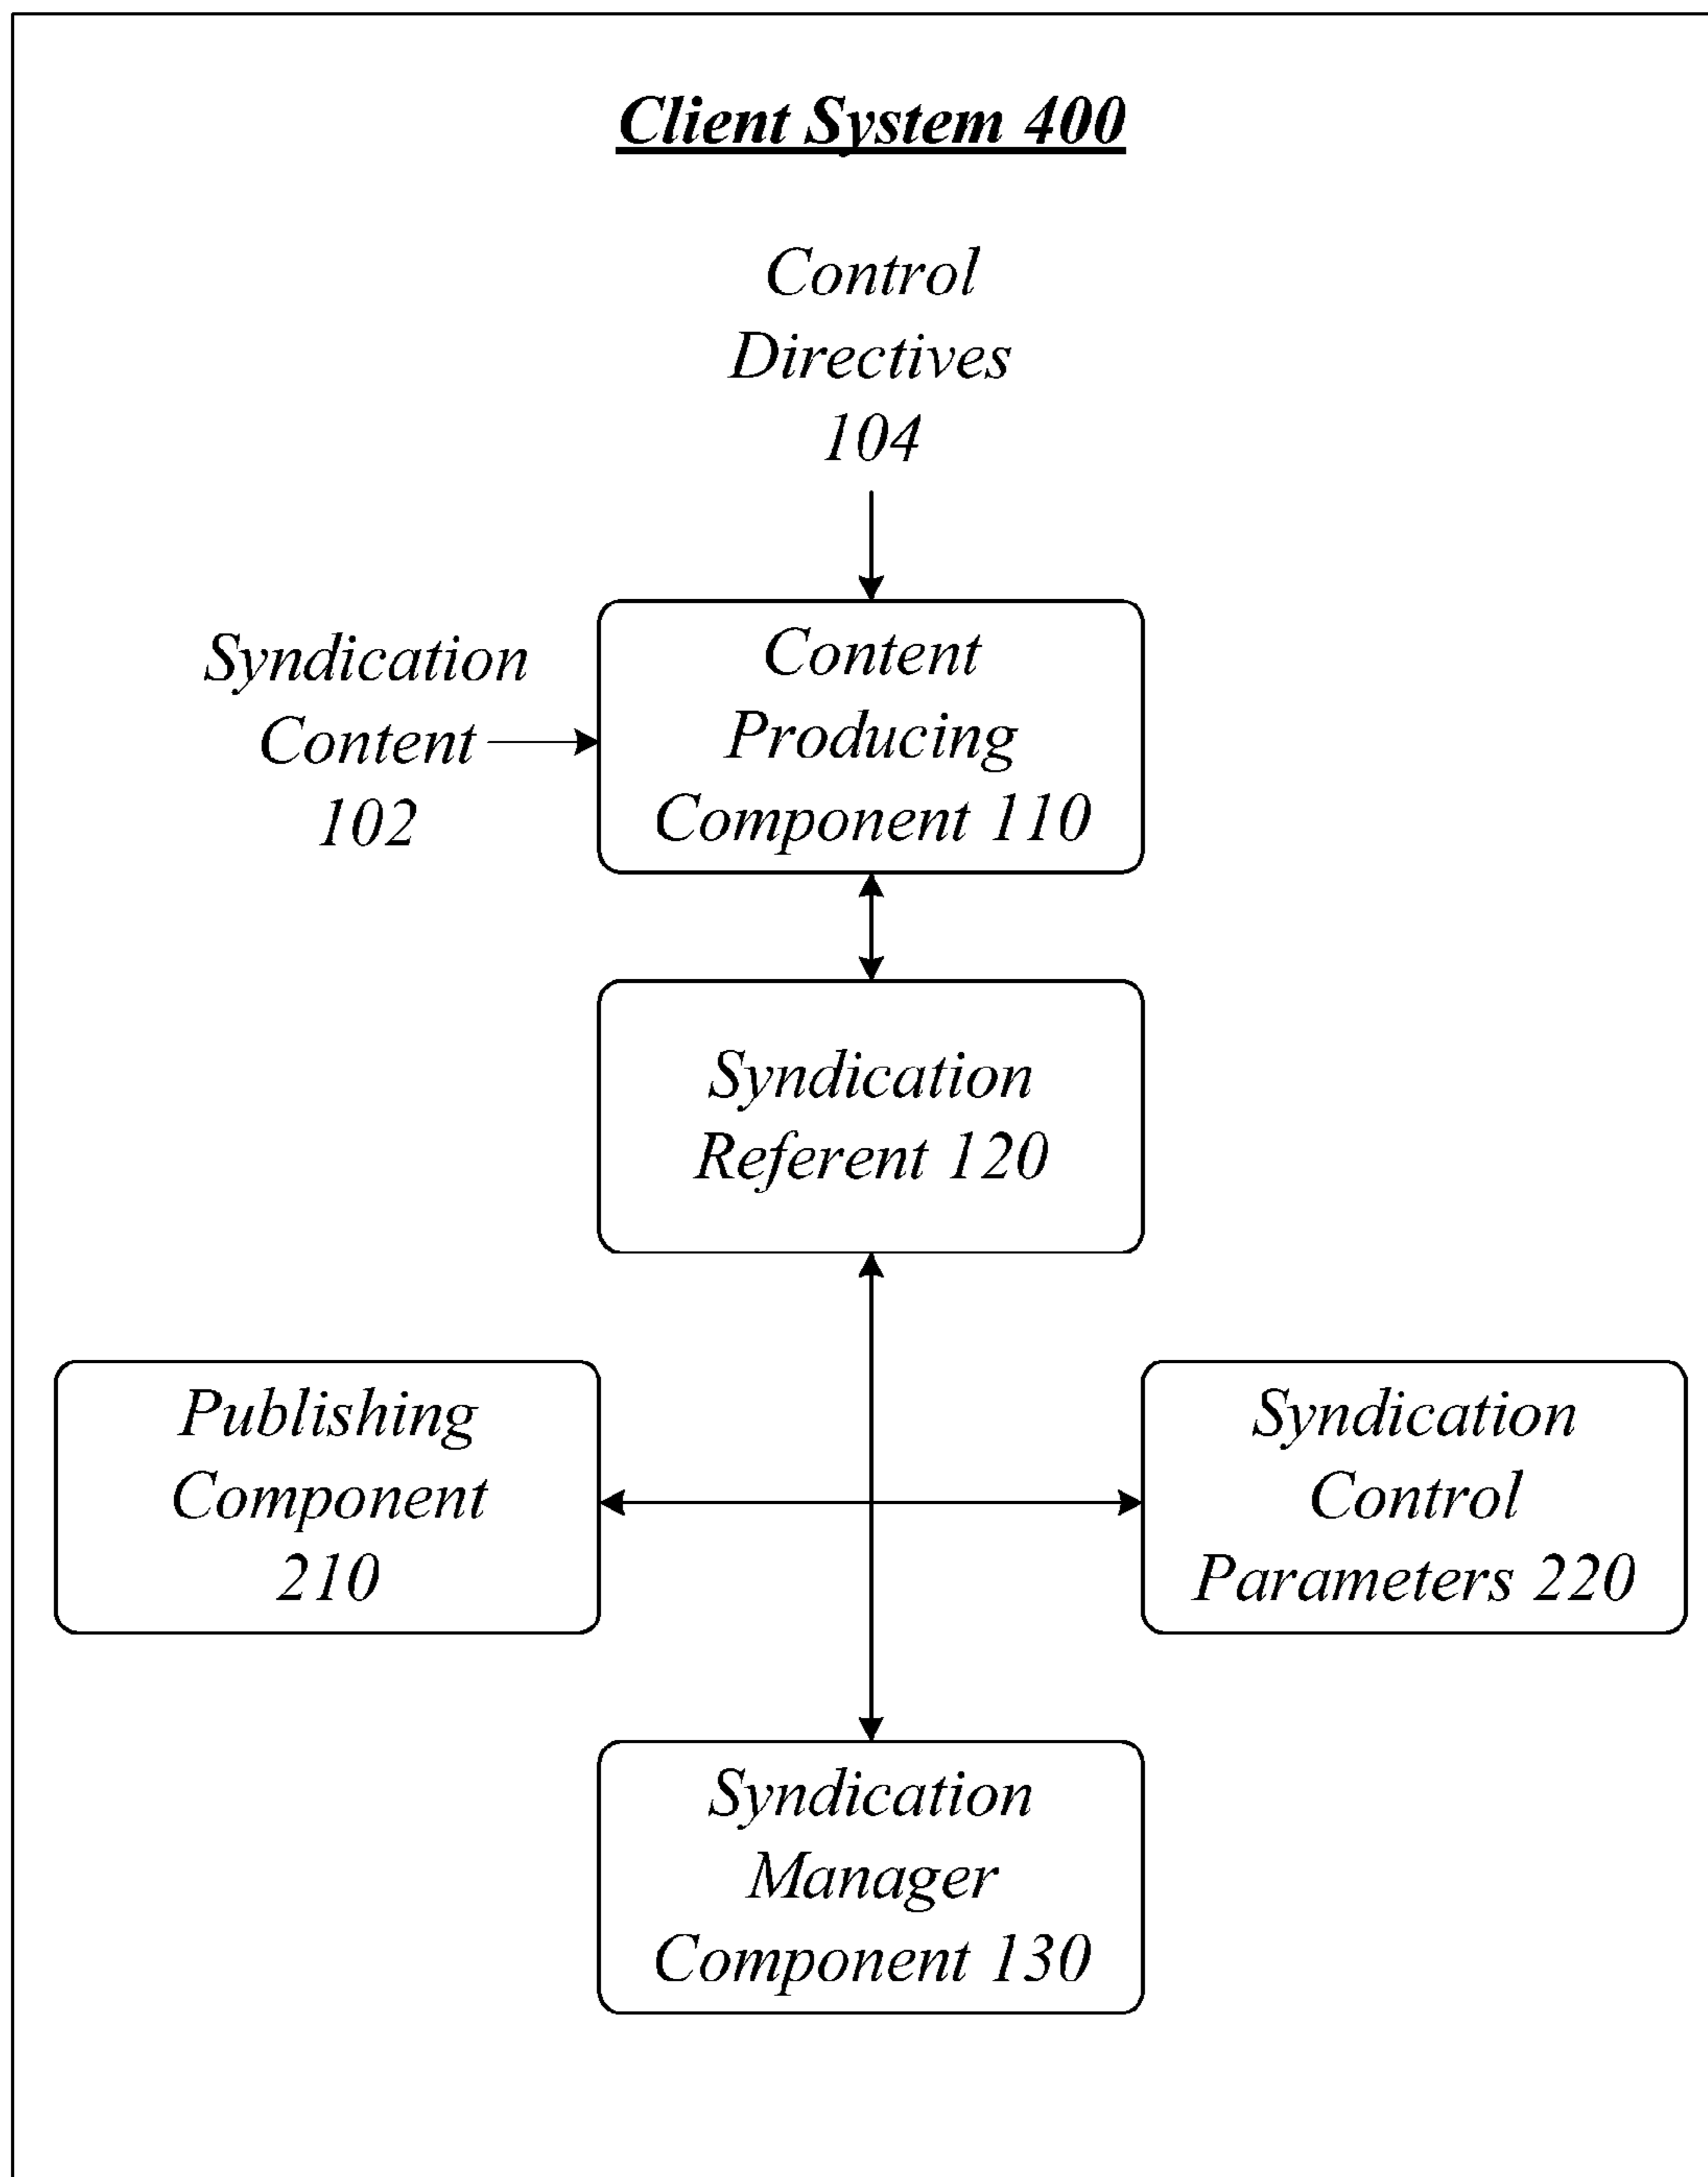 Client System 400
Control
Directives
104
Syndication
Content
102
Content
Producing
Component 110
Syndication
Referent 120
Publishing
Component
210
Syndication
Control
Parameters 220
Syndication
Manager
Component 130